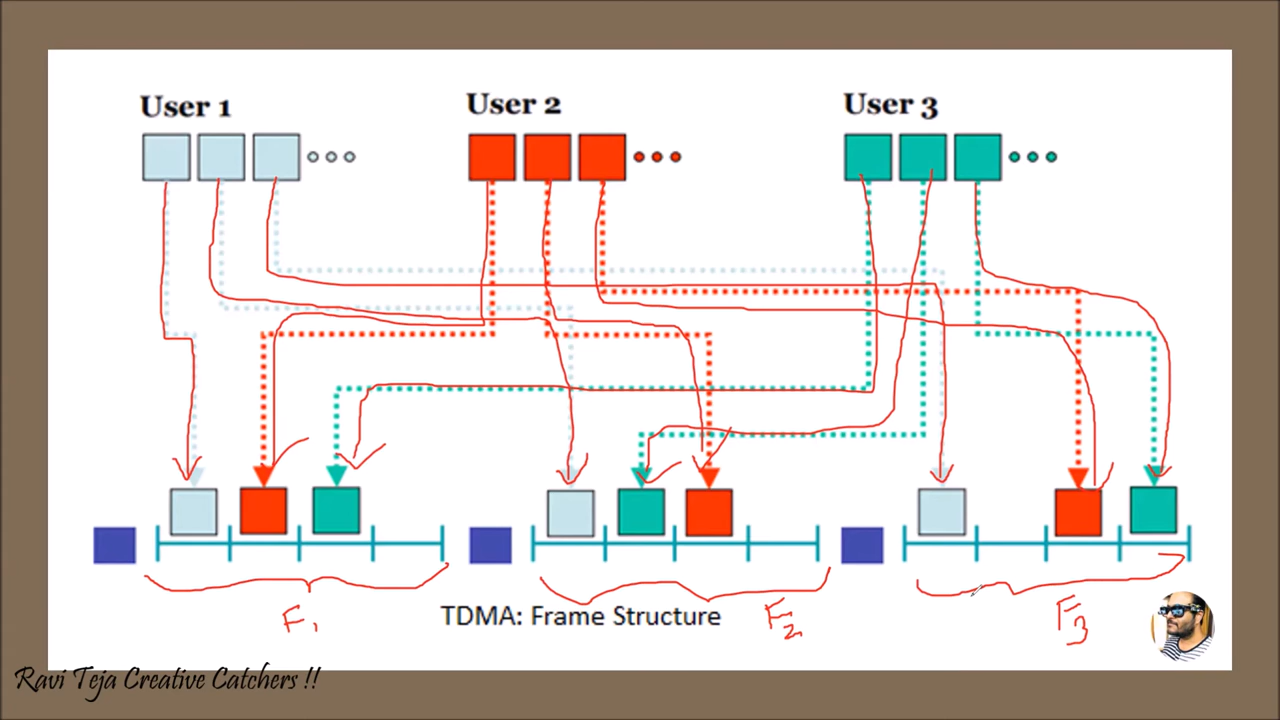 User 1
User 2
User 3
F1
TDMA: Frame Structure
F2
F3
Ravi Teja Creative Catchers !!